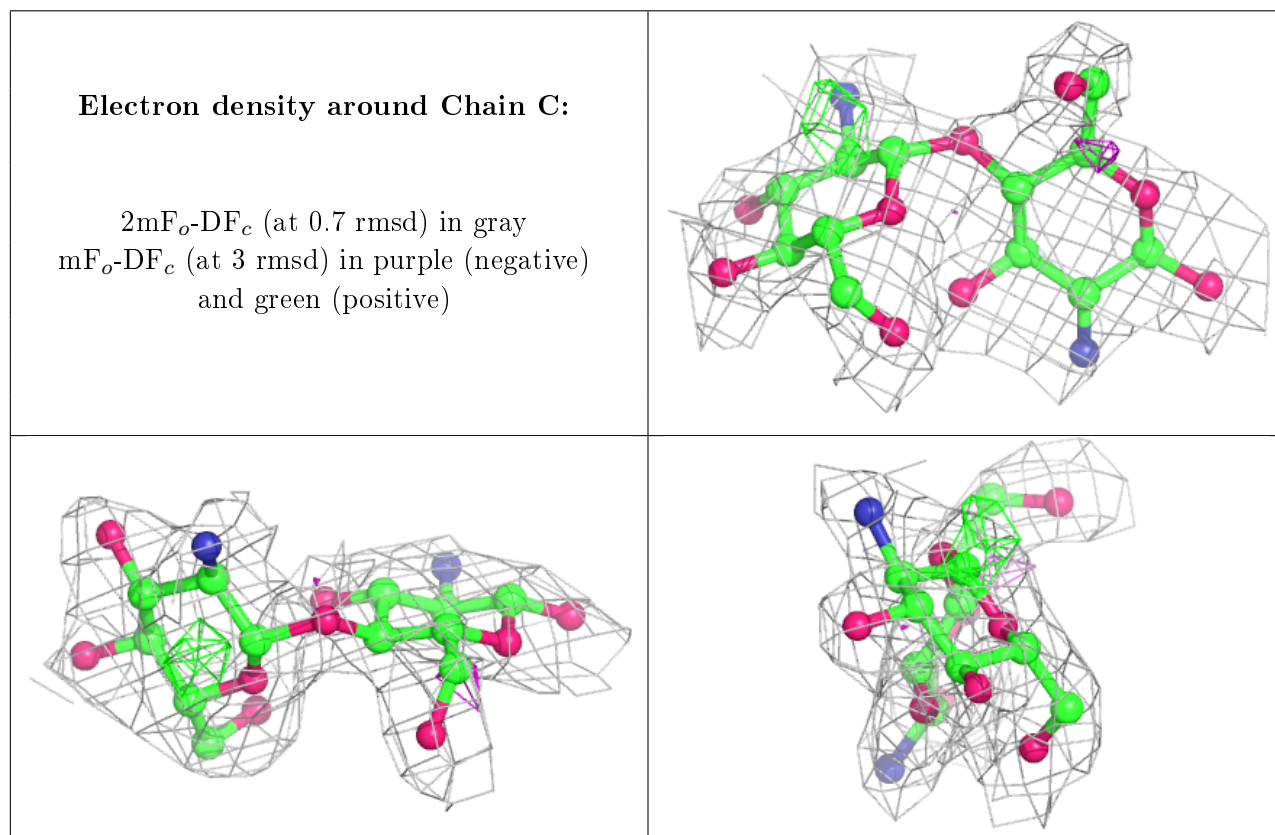 Electron density around Chain C:
2mFo-DFc (at 0.7 rmsd) in gray
mFo-DFc (at 3 rmsd) in purple (negative)
and green (positive)